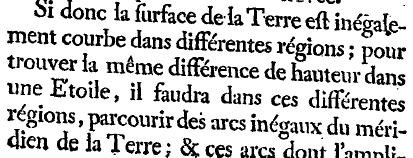 Si donc la ſurface de la Terre eſt inégale-
ment courbe dans différentes régions ; pour
trouver la même différence de hauteur dans
une Etoile, il faudra dans ces différentes
régions, parcourir des arcs inégaux du méri-
dien de la Terre ; & ces arcs dont l'ampli-